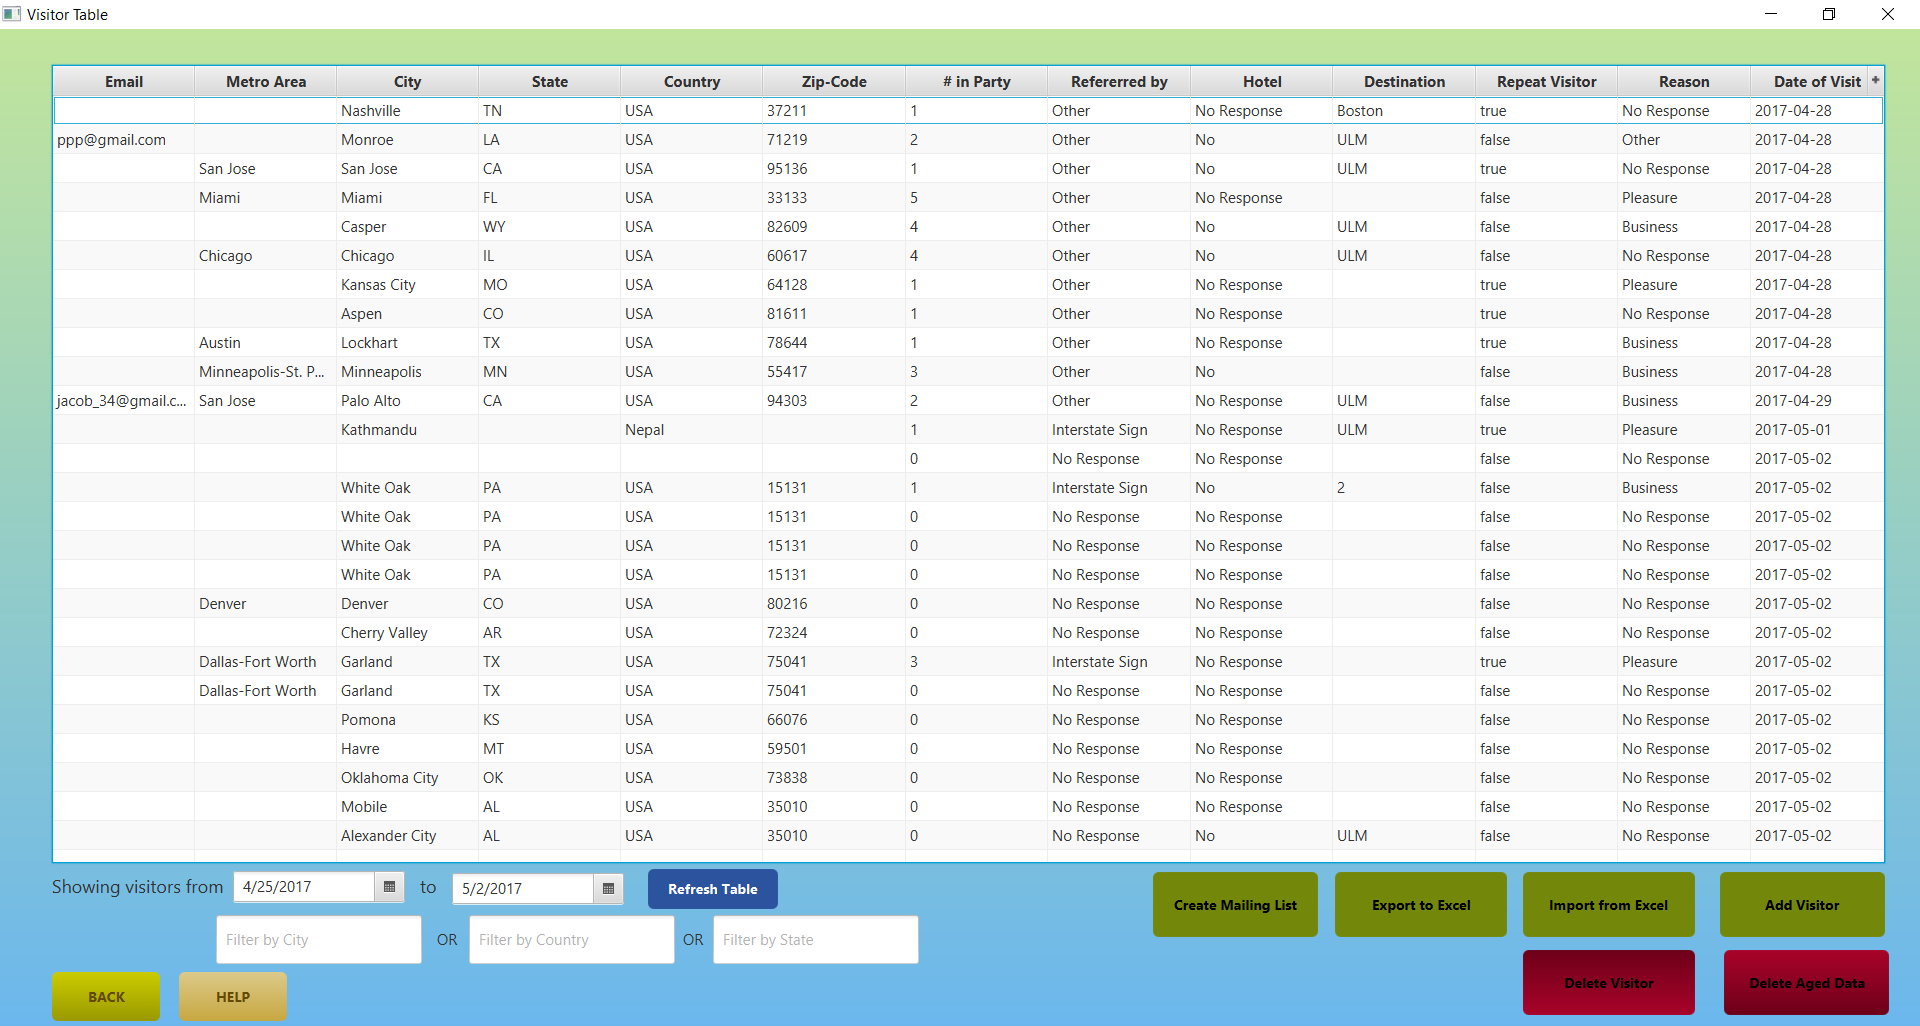 Visitor Table
Email Metro Area City State Country Zip-Code # in Party Refererred by Hotel Destination Repeat Visitor Reason Date of Visit +
Nashville TN USA 37211 1 Other No Response Boston true No Response 2017-04-28
ppp@gmail.com Monroe LA USA 71219 2 Other No ULM false Other 2017-04-28
San Jose San Jose CA USA 95136 1 Other No ULM true No Response 2017-04-28
Miami Miami FL USA 33133 5 Other No Response false Pleasure 2017-04-28
Casper WY USA 82609 4 Other No ULM false Business 2017-04-28
Chicago Chicago IL USA 60617 4 Other No ULM false No Response 2017-04-28
Kansas City MO USA 64128 1 Other No Response true Pleasure 2017-04-28
Aspen CO USA 81611 1 Other No Response true No Response 2017-04-28
Austin Lockhart TX USA 78644 1 Other No Response true Business 2017-04-28
Minneapolis-St. P... Minneapolis MN USA 55417 3 Other No false Business 2017-04-28
jacob_34@gmail.c... San Jose Palo Alto CA USA 94303 2 Other No Response ULM false Business 2017-04-29
Kathmandu Nepal 1 Interstate Sign No Response ULM true Pleasure 2017-05-01
0 No Response No Response false No Response 2017-05-02
White Oak PA USA 15131 1 Interstate Sign No 2 false Business 2017-05-02
White Oak PA USA 15131 0 No Response No Response false No Response 2017-05-02
White Oak PA USA 15131 0 No Response No Response false No Response 2017-05-02
White Oak PA USA 15131 0 No Response No Response false No Response 2017-05-02
Denver Denver CO USA 80216 0 No Response No Response false No Response 2017-05-02
Cherry Valley AR USA 72324 0 No Response No Response false No Response 2017-05-02
Dallas-Fort Worth Garland TX USA 75041 3 Interstate Sign No Response true Pleasure 2017-05-02
Dallas-Fort Worth Garland TX USA 75041 0 No Response No Response false No Response 2017-05-02
Pomona KS USA 66076 0 No Response No Response false No Response 2017-05-02
Havre MT USA 59501 0 No Response No Response false No Response 2017-05-02
Oklahoma City OK USA 73838 0 No Response No Response false No Response 2017-05-02
Mobile AL USA 35010 0 No Response No Response false No Response 2017-05-02
Alexander City AL USA 35010 0 No Response No ULM false No Response 2017-05-02
Showing visitors from 4/25/2017 to 5/2/2017 Refresh Table
Create Mailing List Export to Excel Import from Excel Add Visitor
Filter by City OR Filter by Country OR Filter by State
Delete Visitor Delete Aged Data
BACK HELP